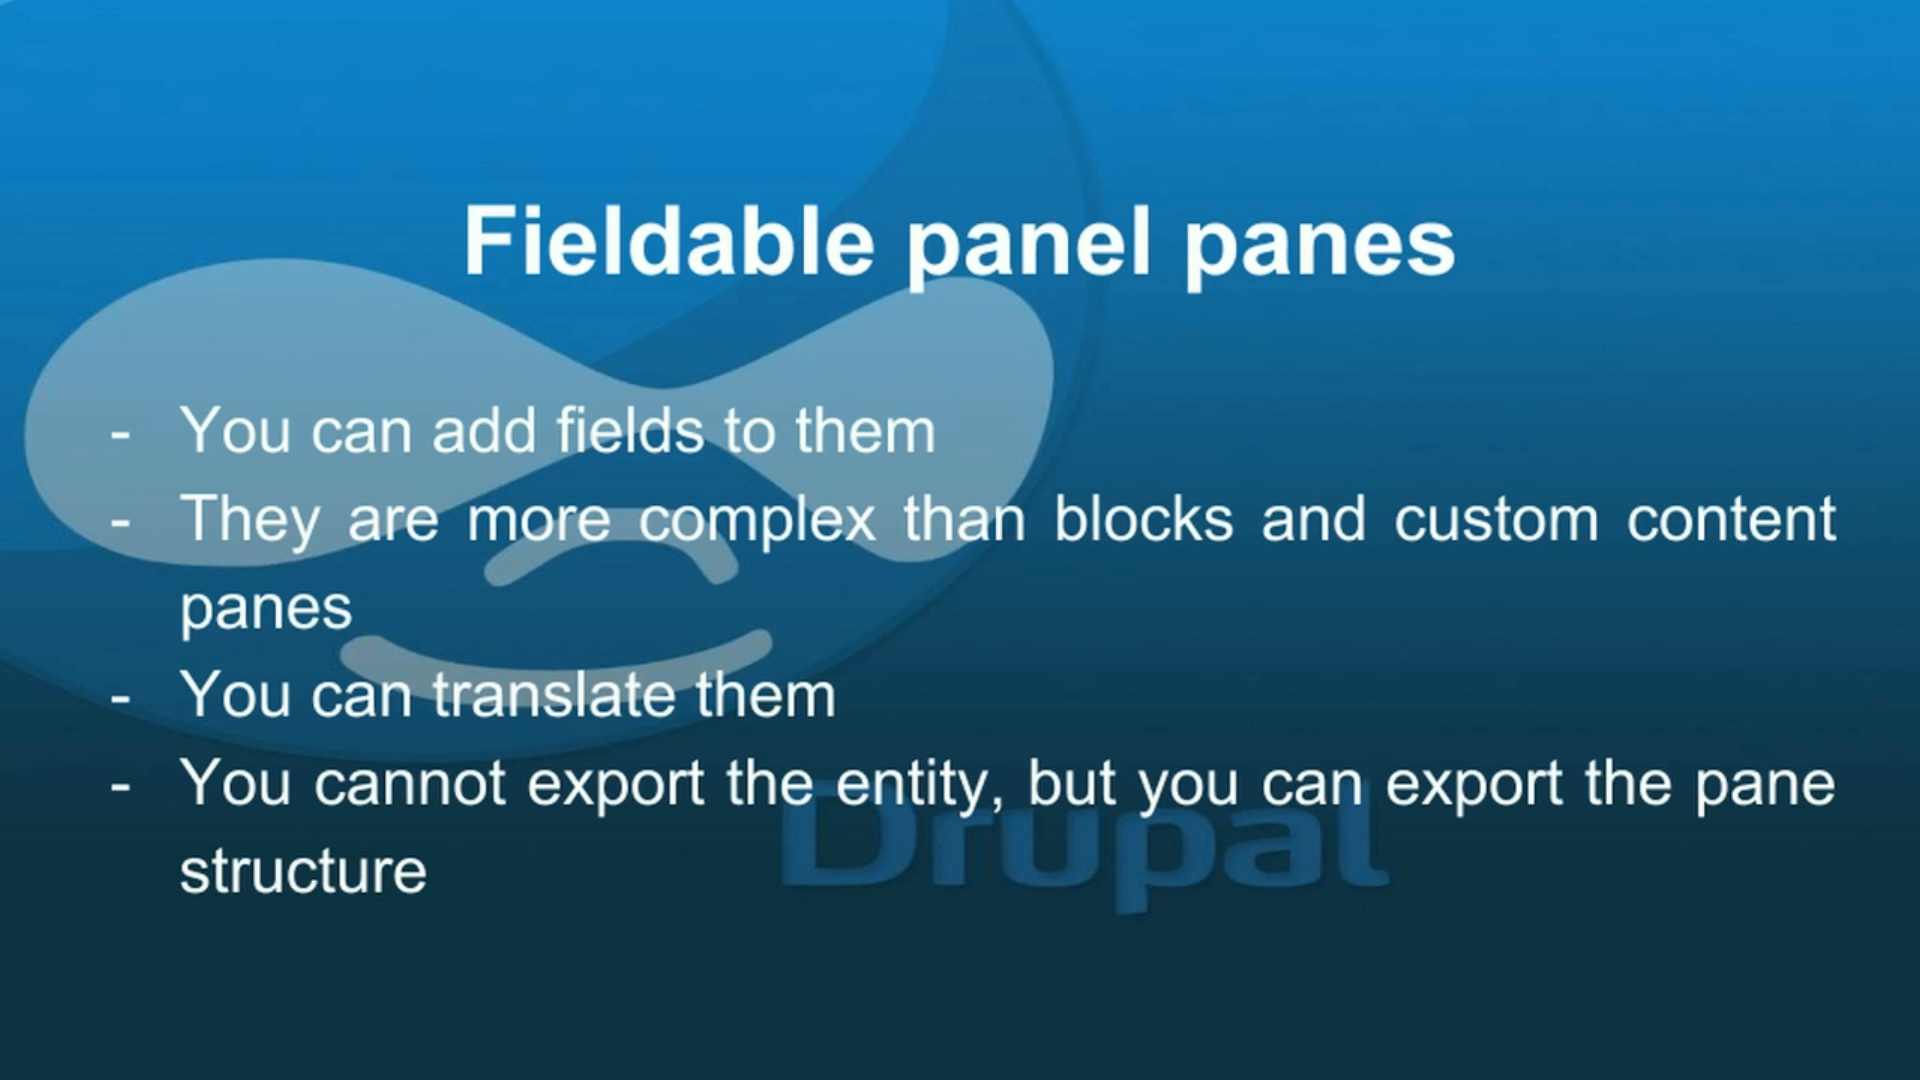 Fieldable panel panes
- You can add fields to them
- They are more complex than blocks and custom content
panes
- You can translate them
- You cannot export the entity, but you can export the pane
structure
Drupal